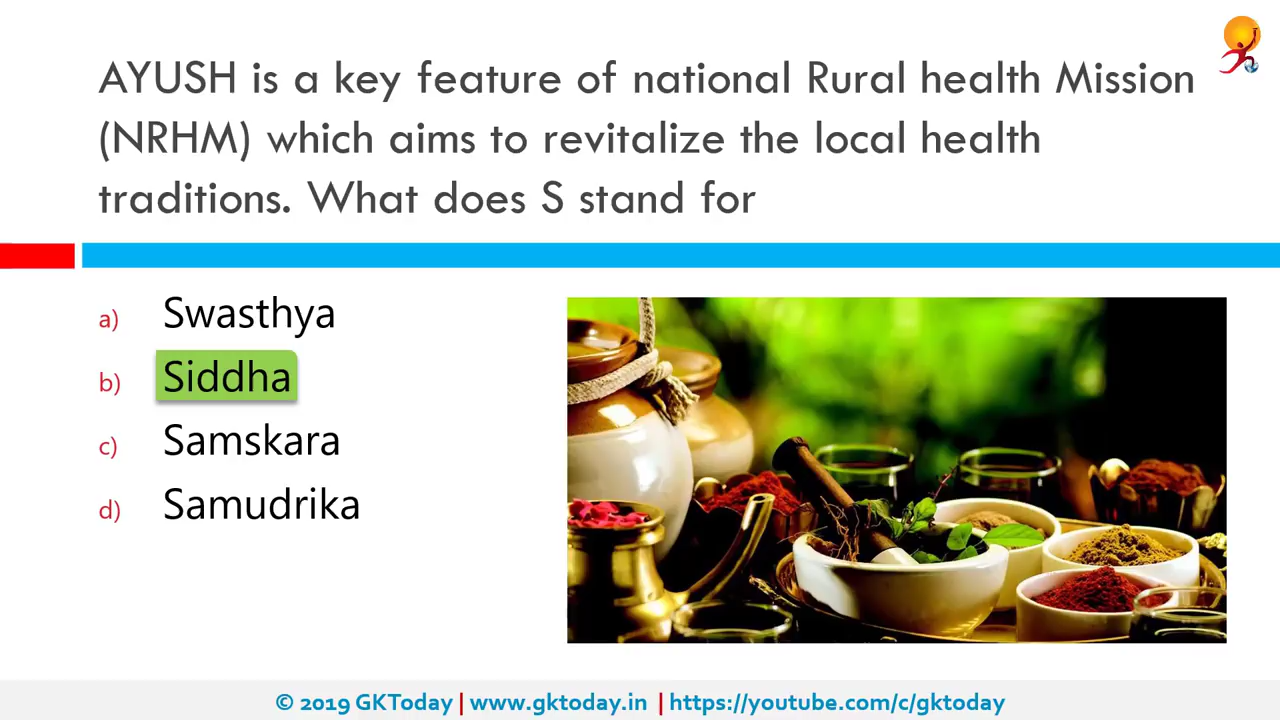 AYUSH is a key feature of national Rural health Mission
(NRHM) which aims to revitalize the local health
traditions. What does S stand for
a) Swasthya
b) Siddha
c) Samskara
d) Samudrika
© 2019 GKToday | www.gktoday.in | https://youtube.com/c/gktoday